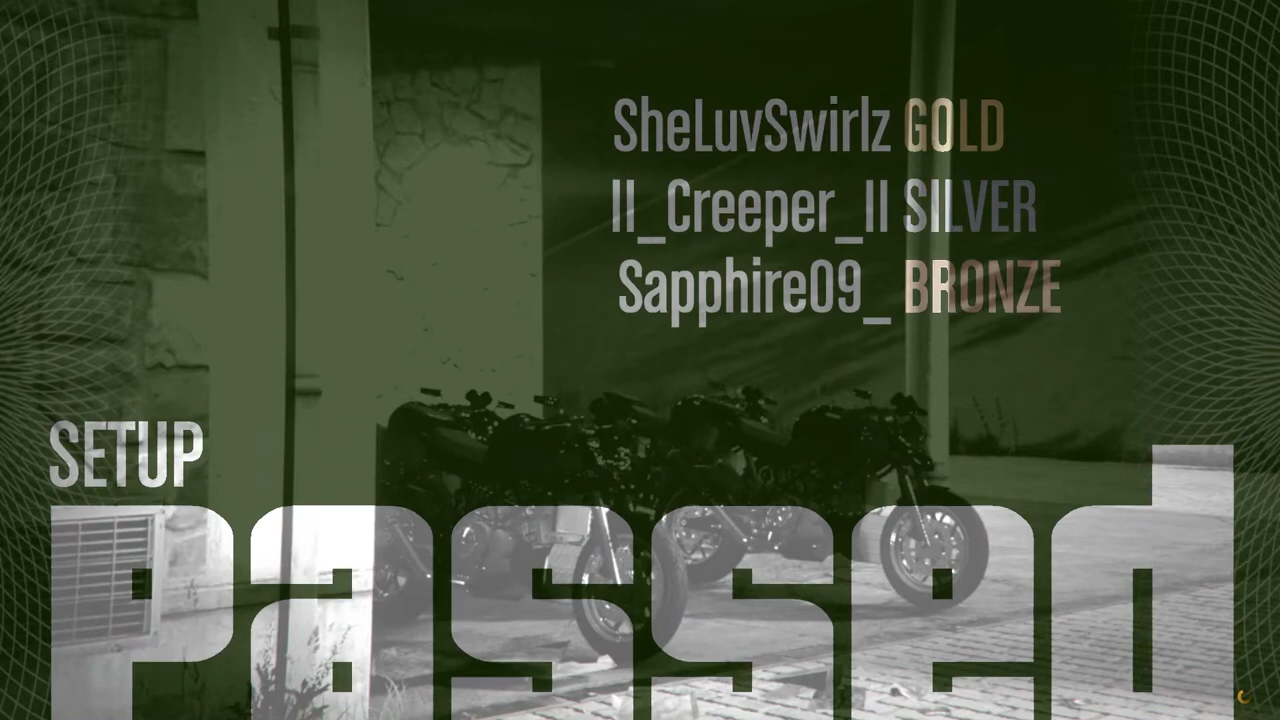 SheLuvSwirlz GOLD
II_Creeper_II SILVER
Sapphire09_ BRONZE
SETUP
passed